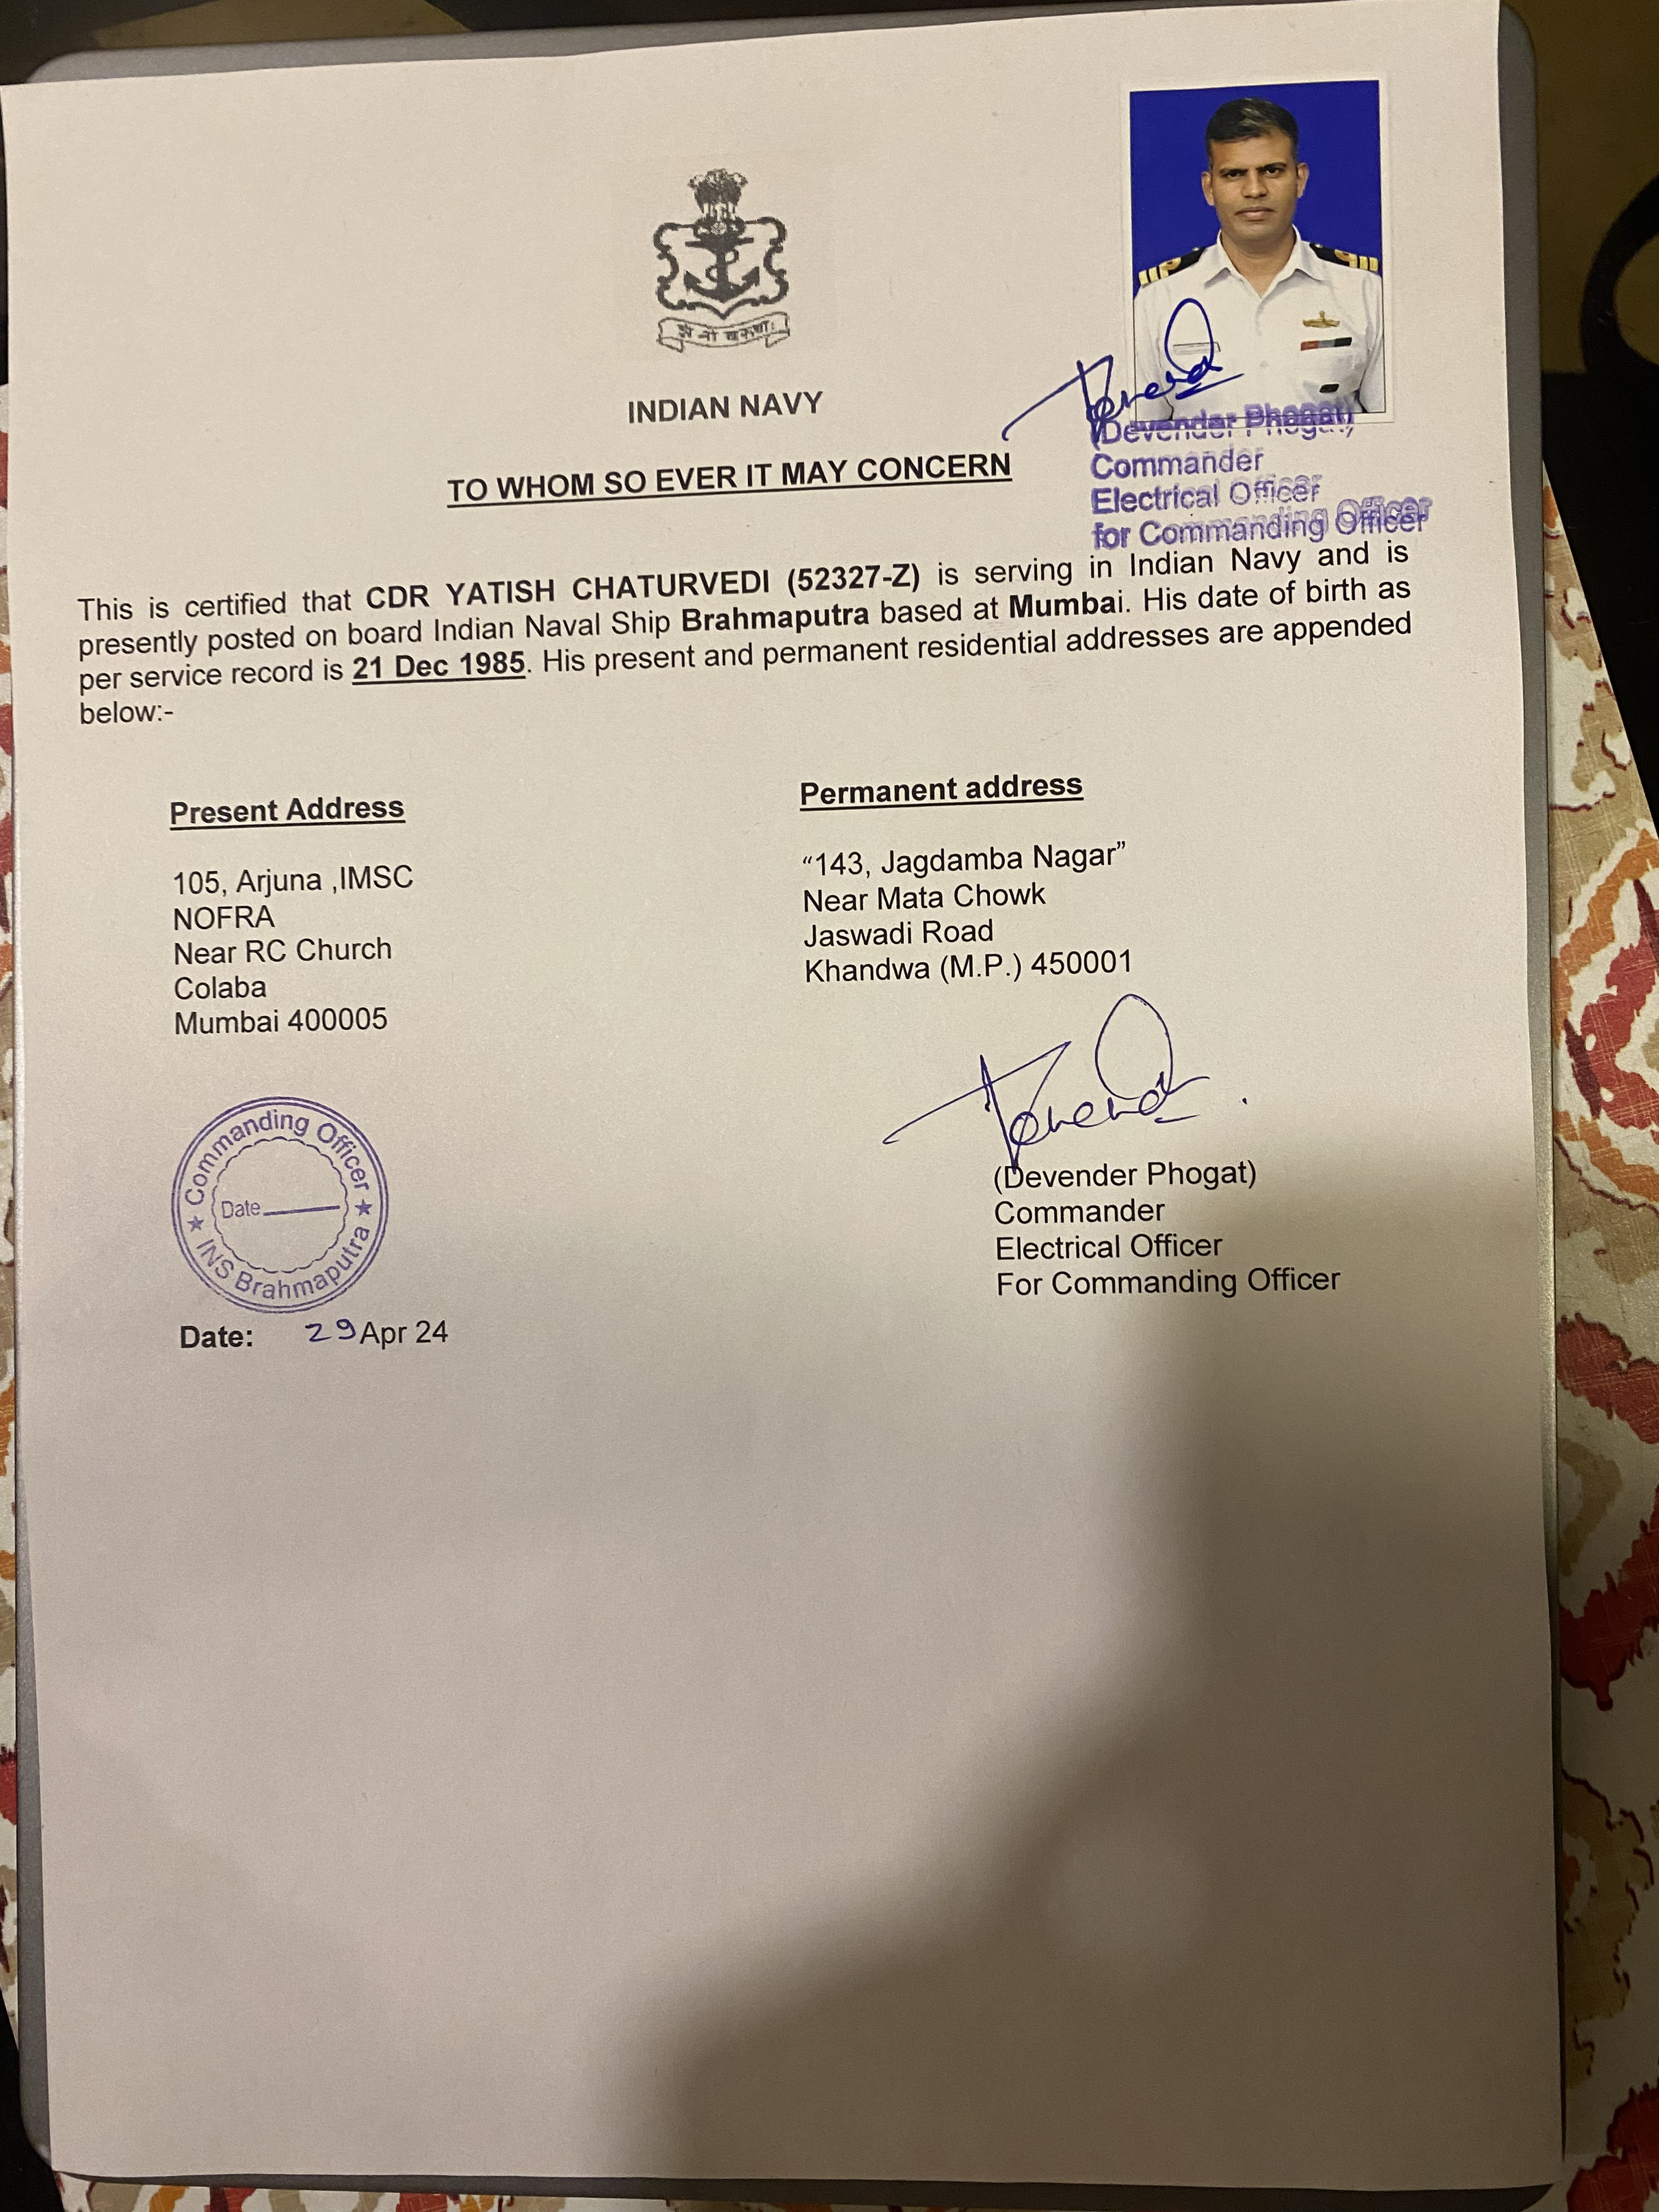 INDIAN NAVY
TO WHOM SO EVER IT MAY CONCERN
(Devender Phogat)
Commander
Electrical Officer
for Commanding Officer
This is certified that CDR YATISH CHATURVEDI (52327-Z) is serving in Indian Navy and is
presently posted on board Indian Naval Ship Brahmaputra based at Mumbai. His date of birth as
per service record is 21 Dec 1985. His present and permanent residential addresses are appended
below:-
Present Address
105, Arjuna ,IMSC
NOFRA
Near RC Church
Colaba
Mumbai 400005
Permanent address
“143, Jagdamba Nagar”
Near Mata Chowk
Jaswadi Road
Khandwa (M.P.) 450001
Commanding Officer
Date
INS Brahmaputra
(Devender Phogat)
Commander
Electrical Officer
For Commanding Officer
Date: 29 Apr 24